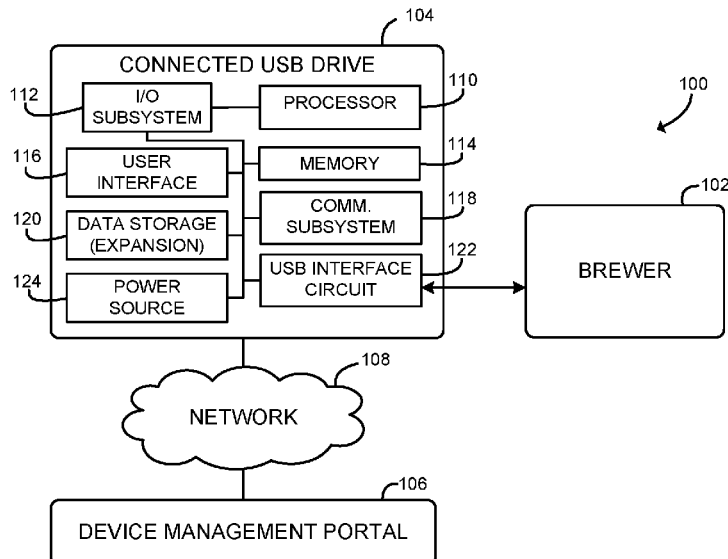 104
CONNECTED USB DRIVE
112
I/O
SUBSYSTEM
PROCESSOR
110
100
116
USER
INTERFACE
MEMORY
114
120
DATA STORAGE
(EXPANSION)
COMM.
SUBSYSTEM
118
102
BREWER
124
POWER
SOURCE
USB INTERFACE
CIRCUIT
122
108
NETWORK
106
DEVICE MANAGEMENT PORTAL